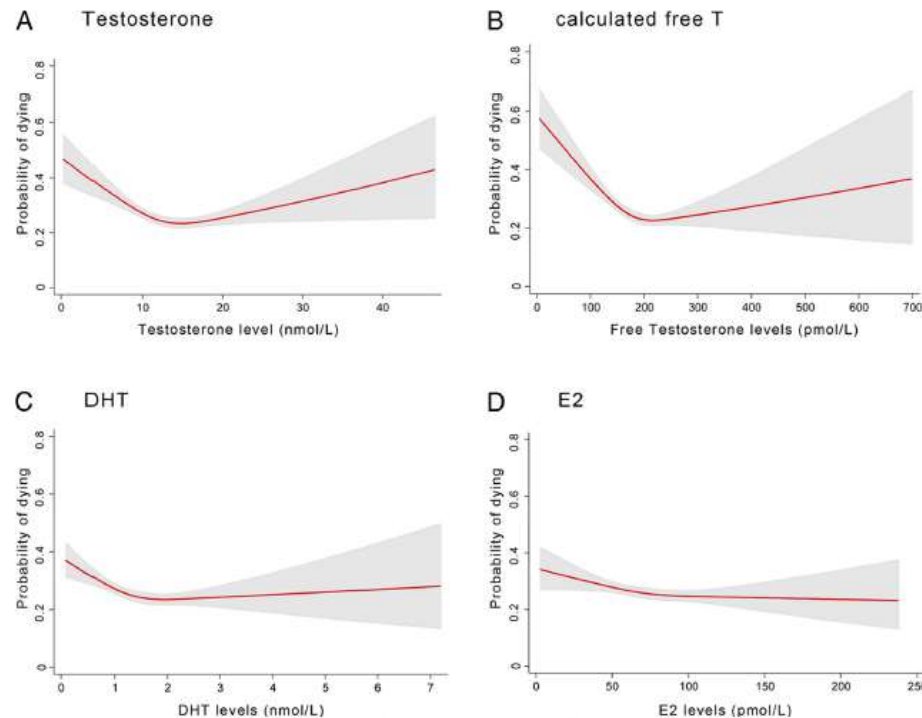 A Testosterone
Probability of dying
0 0.2 0.4 0.6 0.8
0 10 20 30 40
Testosterone level (nmol/L)
B calculated free T
Probability of dying
0 0.2 0.4 0.6 0.8
0 100 200 300 400 500 600 700
Free Testosterone levels (pmol/L)
C DHT
Probability of dying
0 0.2 0.4 0.6 0.8
0 1 2 3 4 5 6 7
DHT levels (nmol/L)
D E2
Probability of dying
0 0.2 0.4 0.6 0.8
0 50 100 150 200 250
E2 levels (pmol/L)